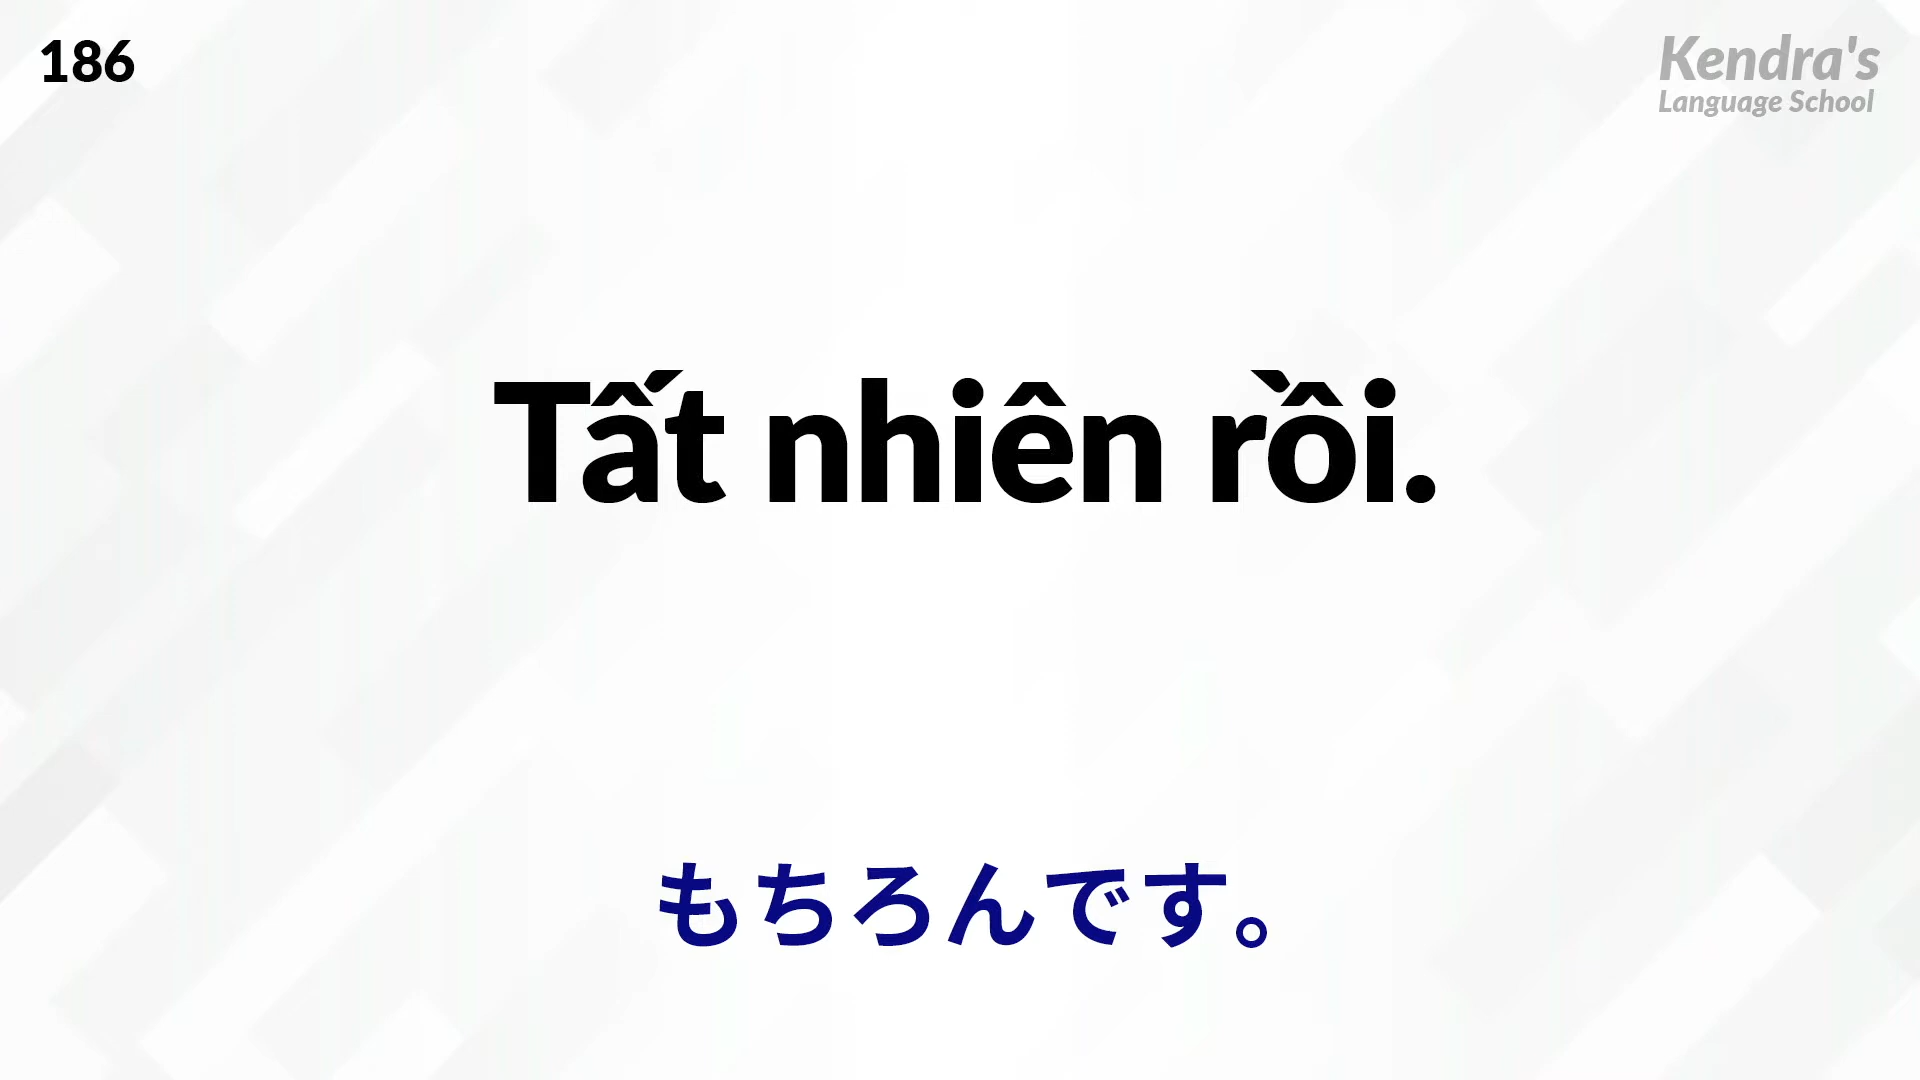 186
Kendra's
Language School
Tất nhiên rồi.
もちろんです。